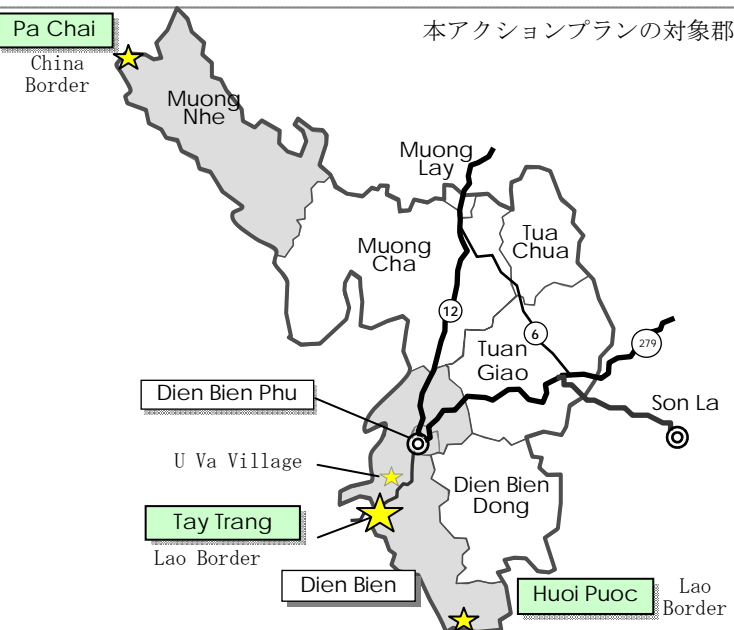 本アクションプランの対象郡
Pa Chai
China
Border
Muong
Nhe
Muong
Lay
Tua
Chua
Muong
Cha
12
6
279
Tuan
Giao
Dien Bien Phu
Son La
U Va Village
Dien Bien
Dong
Tay Trang
Lao Border
Dien Bien
Huoi Puoc
Lao
Border